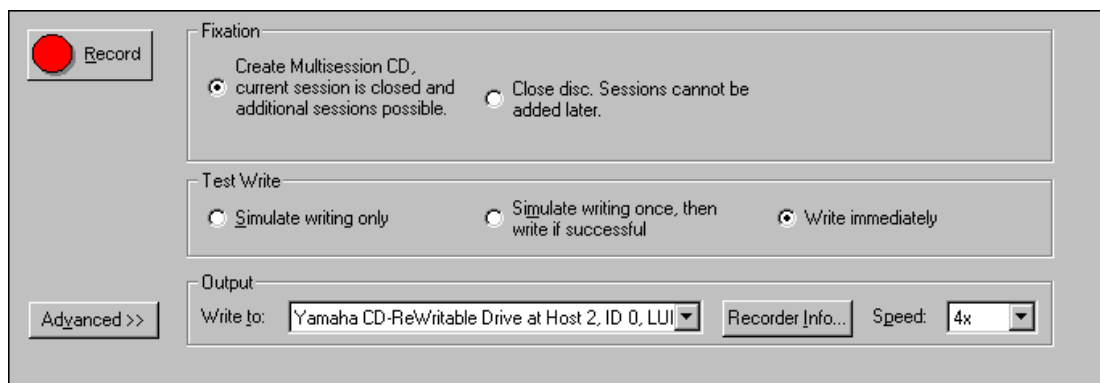 Record
Fixation
Create Multisession CD,
current session is closed and
additional sessions possible.
Close disc. Sessions cannot be
added later.
Test Write
Simulate writing only
Simulate writing once, then
write if successful
Write immediately
Advanced >>
Output
Write to: Yamaha CD-ReWritable Drive at Host 2, ID 0, LUI Recorder Info... Speed: 4x